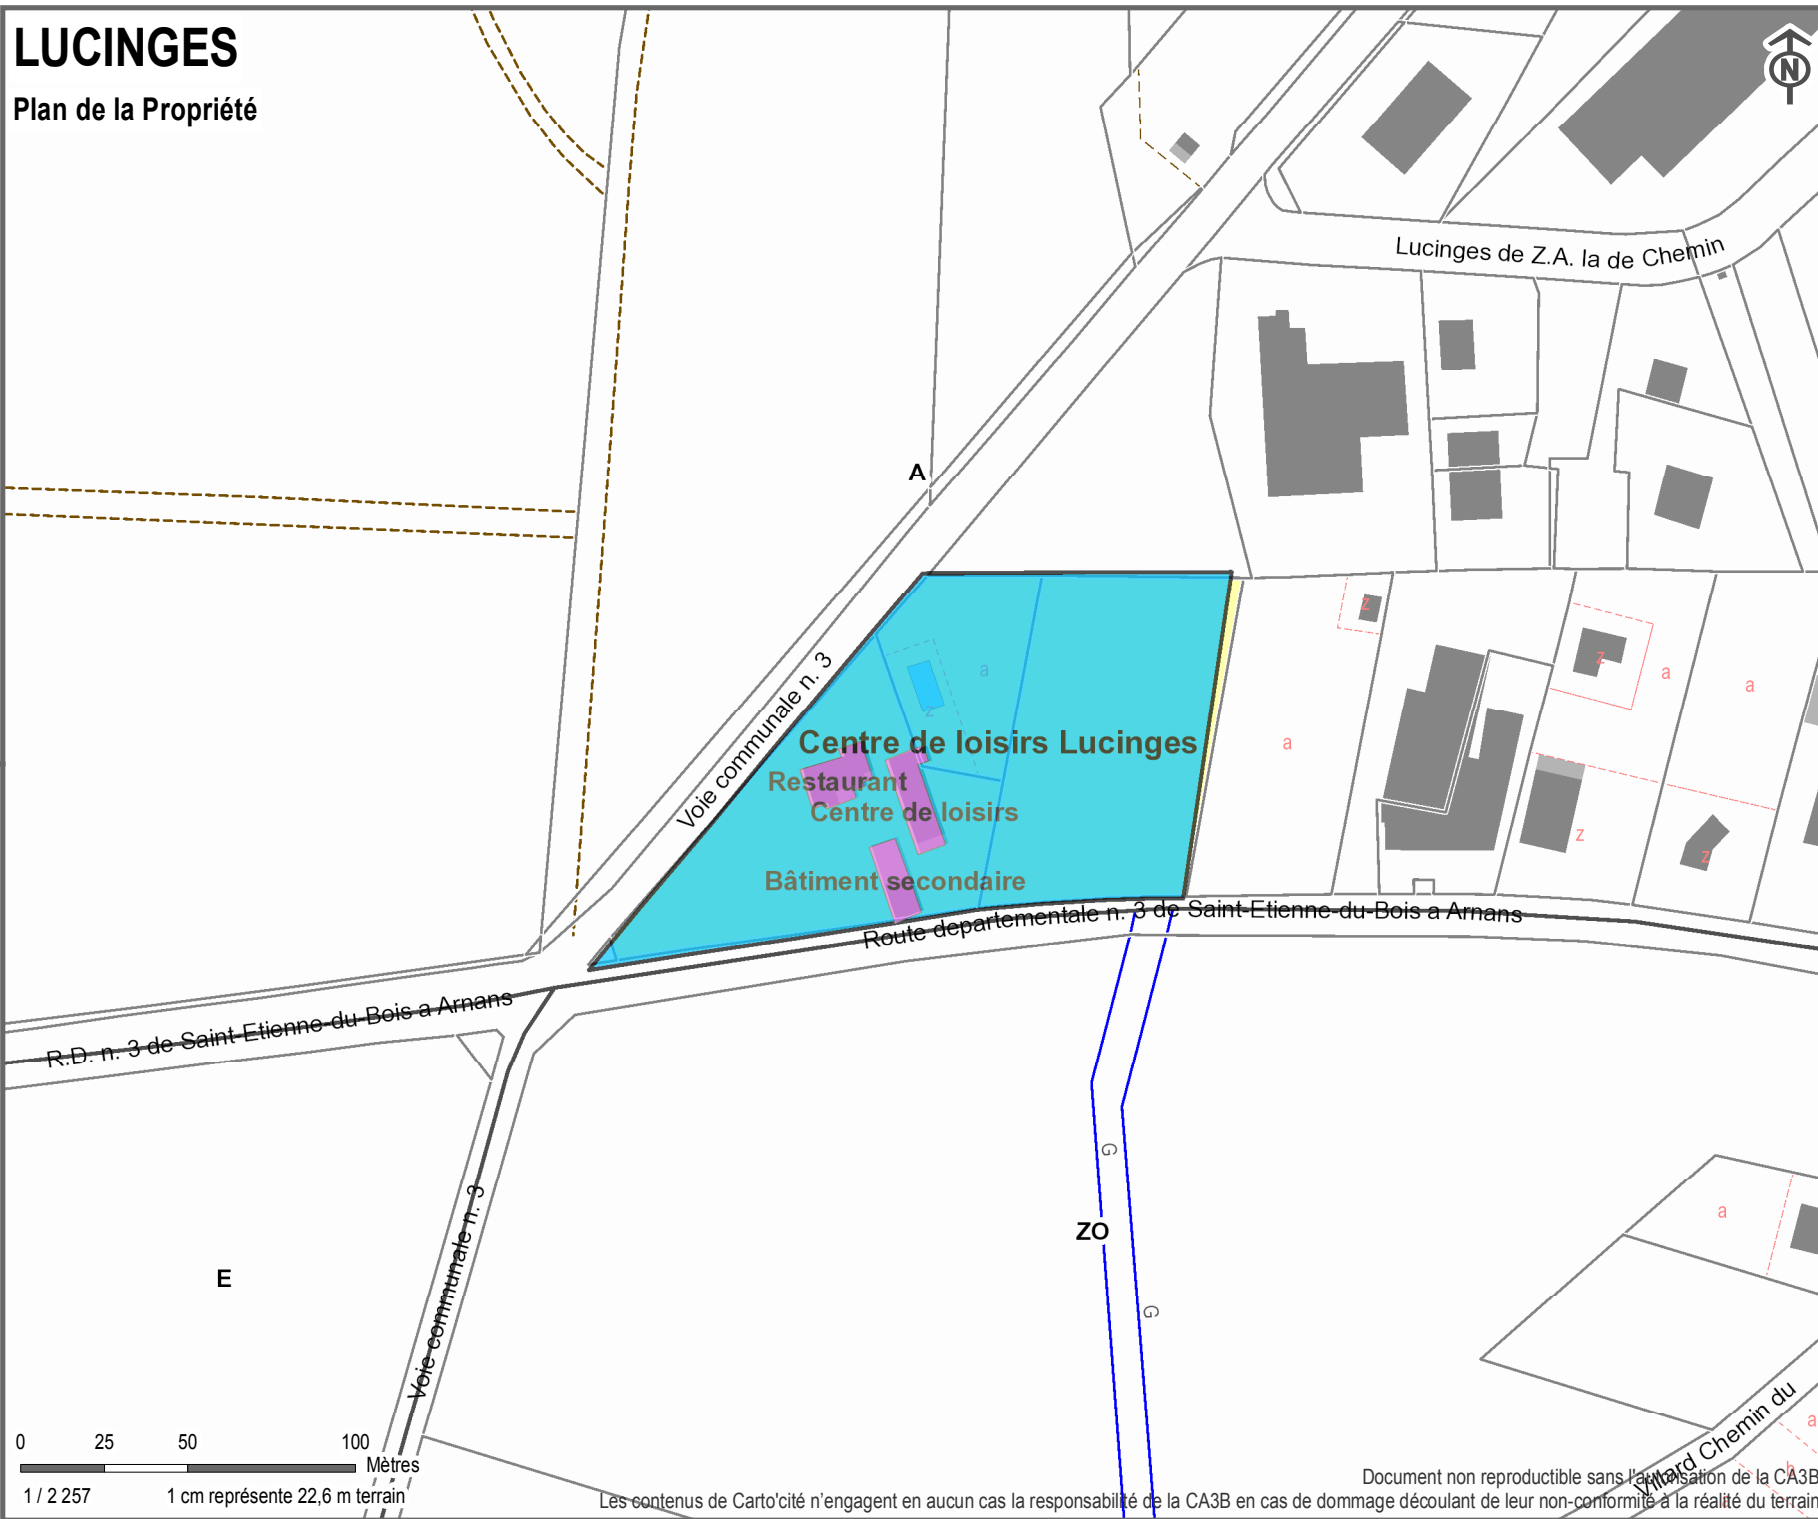 LUCINGES
Plan de la Propriété
N
Lucinges de Z.A. la de Chemin
A
Voie communale n. 3
z
a
z
Centre de loisirs Lucinges
Restaurant
Centre de loisirs
Bâtiment secondaire
a
z
z
a
a
z
z
Route departementale n. 3 de Saint-Etienne-du-Bois a Arnans
R.D. n. 3 de Saint-Etienne-du-Bois a Arnans
G
ZO
G
E
Voie communale n. 3
a
Villard Chemin du
a
b
0 25 50 100
Mètres
1 / 2 257 1 cm représente 22,6 m terrain
Document non reproductible sans l'autorisation de la CA3B
Les contenus de Carto'cité n'engagent en aucun cas la responsabilité de la CA3B en cas de dommage découlant de leur non-conformité à la réalité du terrain